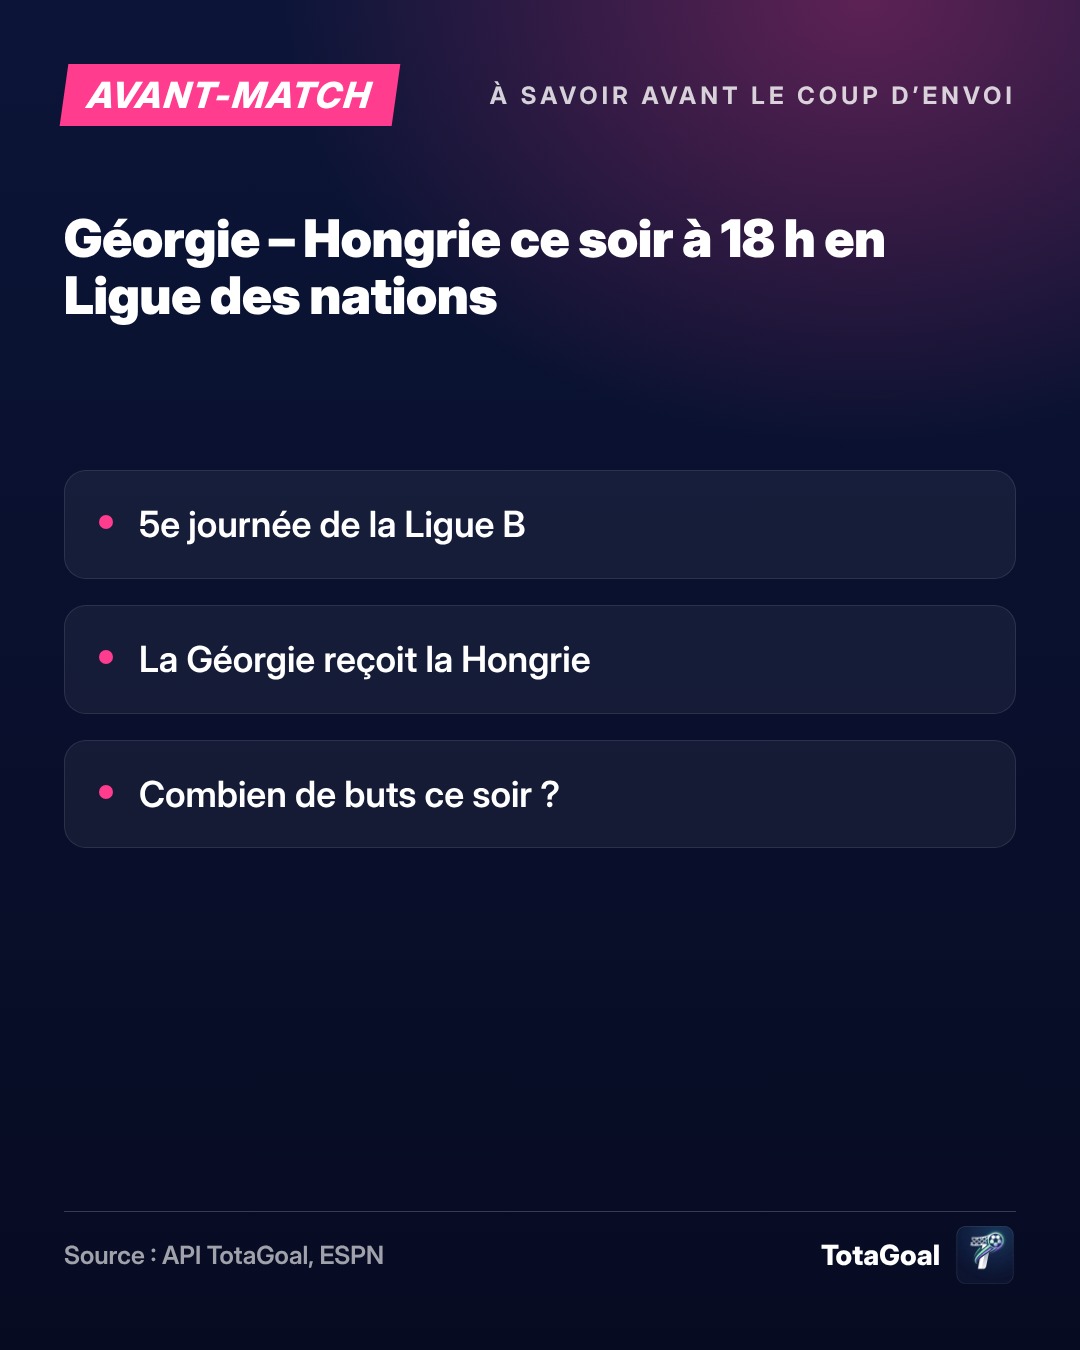 AVANT-MATCH
À SAVOIR AVANT LE COUP D’ENVOI
Géorgie – Hongrie ce soir à 18 h en
Ligue des nations
5e journée de la Ligue B
La Géorgie reçoit la Hongrie
Combien de buts ce soir ?
Source : API TotaGoal, ESPN
TotaGoal